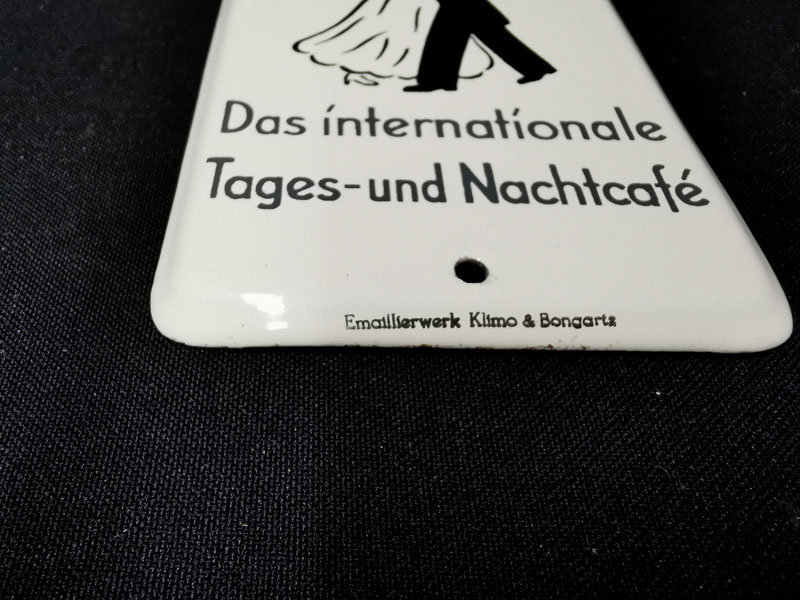 Das internationale
Tages-und Nachtcafé
Emaillierwerk Klimo & Bongartz